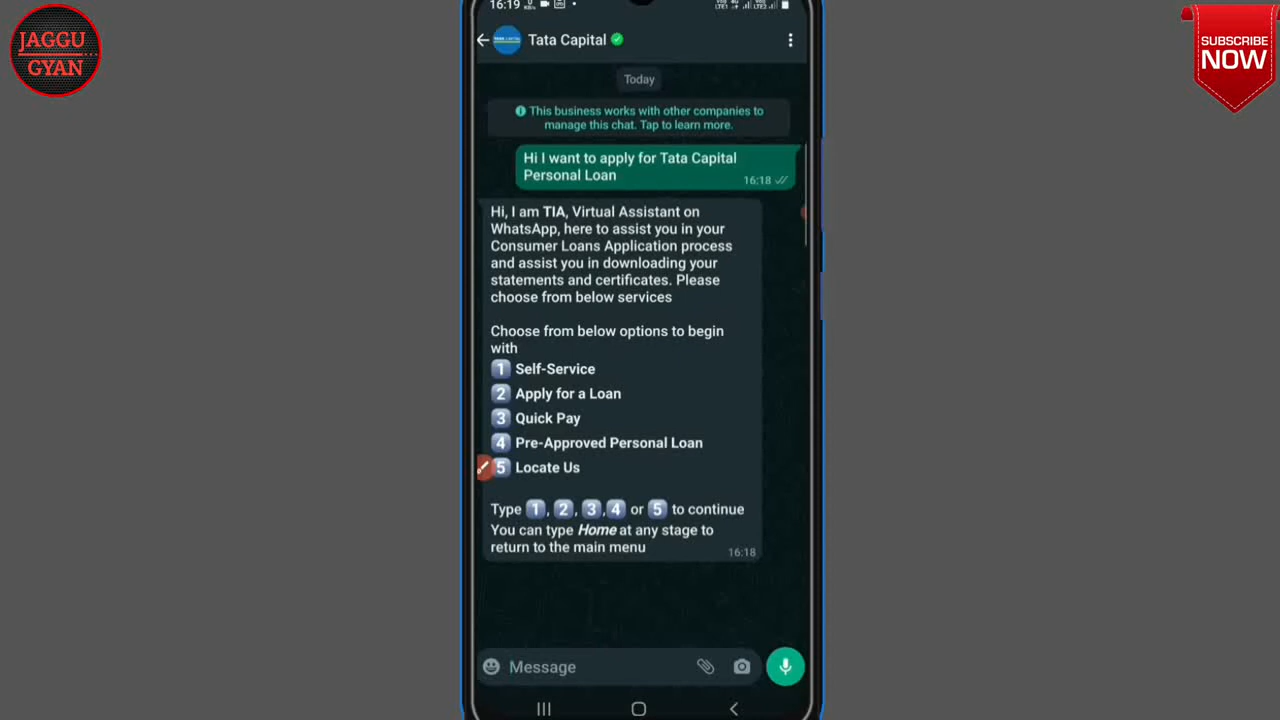 JAGGU
GYAN
SUBSCRIBE
NOW
16:19
Tata Capital
Today
This business works with other companies to
manage this chat. Tap to learn more.
Hi I want to apply for Tata Capital
Personal Loan
16:18
Hi, I am TIA, Virtual Assistant on
WhatsApp, here to assist you in your
Consumer Loans Application process
and assist you in downloading your
statements and certificates. Please
choose from below services
Choose from below options to begin
with
1 Self-Service
2 Apply for a Loan
3 Quick Pay
4 Pre-Approved Personal Loan
5 Locate Us
Type 1, 2, 3,4 or 5 to continue
You can type Home at any stage to
return to the main menu
16:18
Message